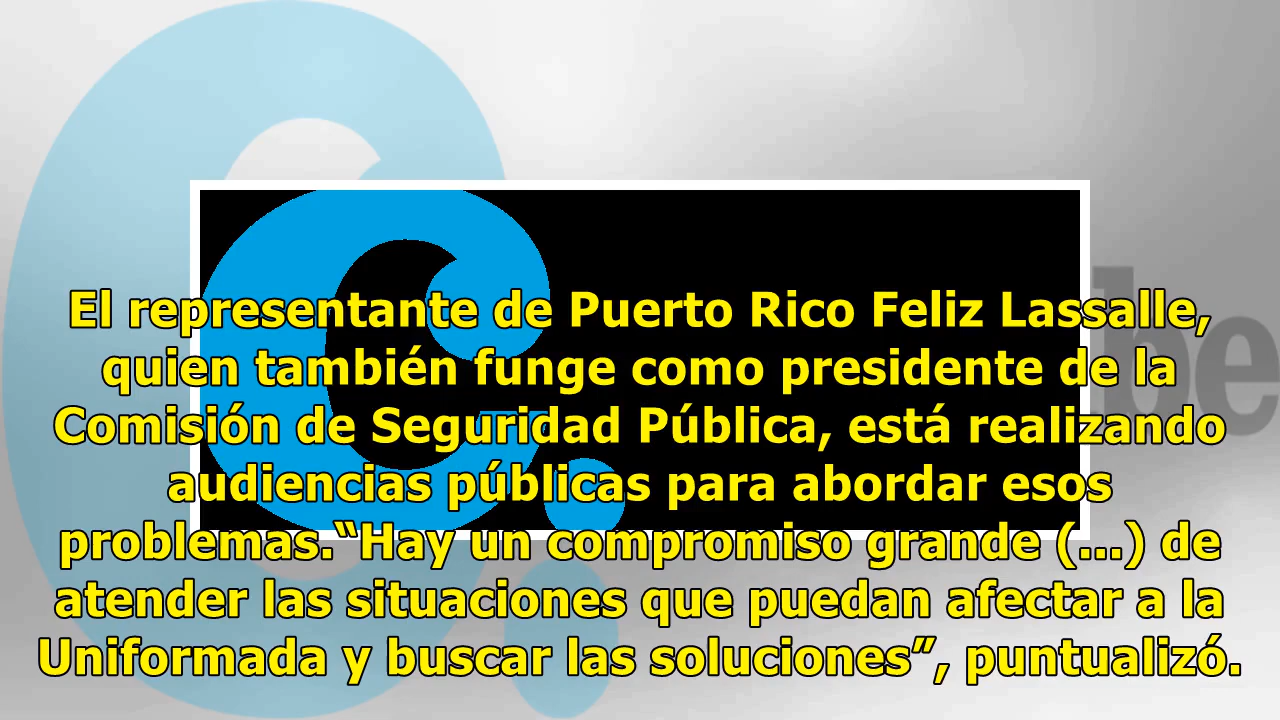 El representante de Puerto Rico Feliz Lassalle,
quien también funge como presidente de la
Comisión de Seguridad Pública, está realizando
audiencias públicas para abordar esos
problemas.“Hay un compromiso grande (...) de
atender las situaciones que puedan afectar a la
Uniformada y buscar las soluciones”, puntualizó.
be